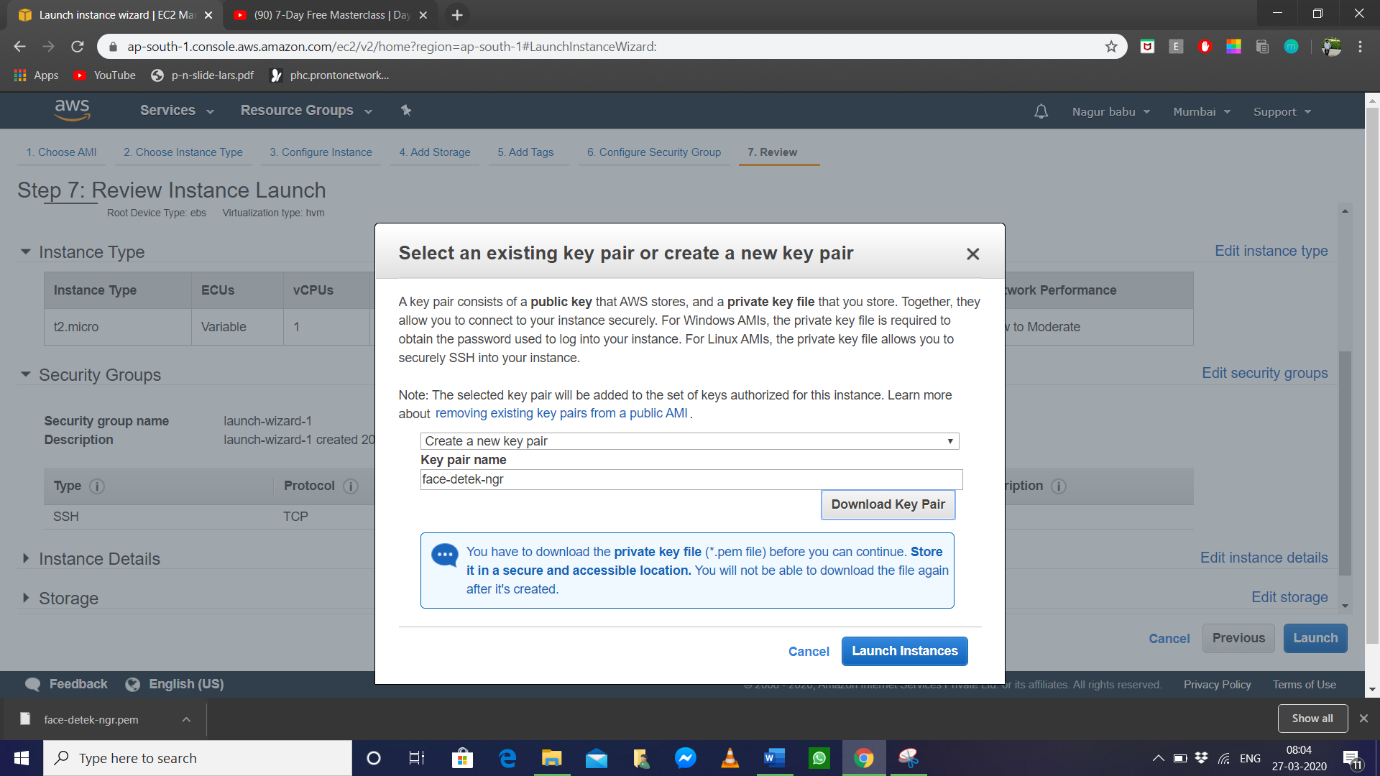 Launch instance wizard | EC2 Ma
(90) 7-Day Free Masterclass | Day
ap-south-1.console.aws.amazon.com/ec2/v2/home?region=ap-south-1#LaunchInstanceWizard:
Apps YouTube p-n-slide-lars.pdf phc.prontonetwork...
aws Services Resource Groups Nagur babu Mumbai Support
1. Choose AMI 2. Choose Instance Type 3. Configure Instance 4. Add Storage 5. Add Tags 6. Configure Security Group 7. Review
Step 7: Review Instance Launch
Root Device Type: ebs Virtualization type: hvm
Instance Type Edit instance type
Instance Type ECUs vCPUs work Performance
t2.micro Variable 1 to Moderate
Security Groups Edit security groups
Security group name launch-wizard-1
Description launch-wizard-1 created 20
Type Protocol ription
SSH TCP
Instance Details Edit instance details
Storage Edit storage
Cancel Previous Launch
Select an existing key pair or create a new key pair
A key pair consists of a public key that AWS stores, and a private key file that you store. Together, they
allow you to connect to your instance securely. For Windows AMIs, the private key file is required to
obtain the password used to log into your instance. For Linux AMIs, the private key file allows you to
securely SSH into your instance.
Note: The selected key pair will be added to the set of keys authorized for this instance. Learn more
about removing existing key pairs from a public AMI .
Create a new key pair
Key pair name
face-detek-ngr
Download Key Pair
You have to download the private key file (*.pem file) before you can continue. Store
it in a secure and accessible location. You will not be able to download the file again
after it's created.
Cancel Launch Instances
Feedback English (US) © 2008 - 2020, Amazon Internet Services Private Ltd. or its affiliates. All rights reserved. Privacy Policy Terms of Use
face-detek-ngr.pem Show all
Type here to search
ENG
08:04
27-03-2020
11